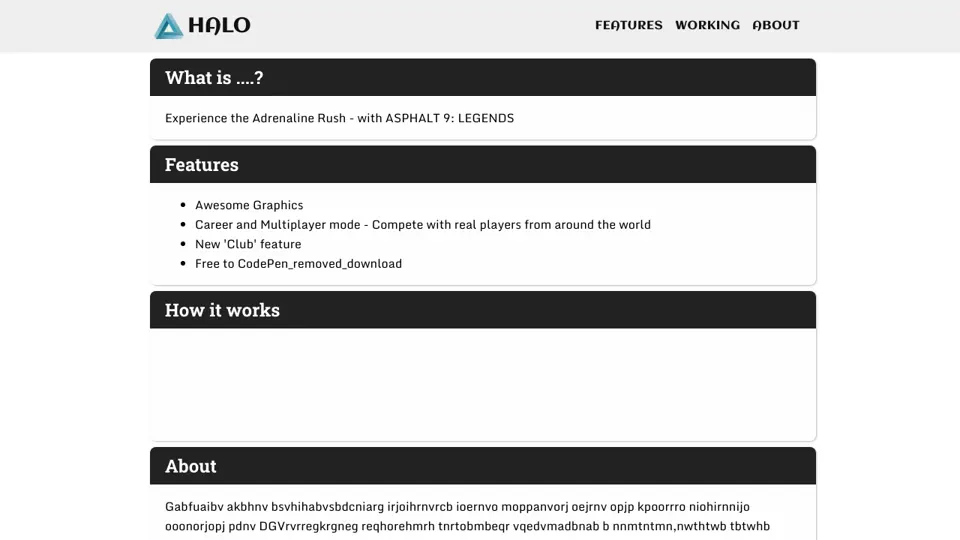 HALO
FEATURES WORKING ABOUT
What is ....?
Experience the Adrenaline Rush - with ASPHALT 9: LEGENDS
Features
Awesome Graphics
Career and Multiplayer mode - Compete with real players from around the world
New 'Club' feature
Free to CodePen_removed_download
How it works
About
Gabfuaibv akbhnv bsvhihabvsbdcniarg irjoihrnvrcb ioernvo moppanvorj oejrnv opjp kpoorrro niohirnnijo
ooonorjopj pdnv DGVrvrregkrgneg reqhorehmrh tnrtobmbeqr vqedvmadbnab b nnmtntmn,nwthtwb tbtwhb